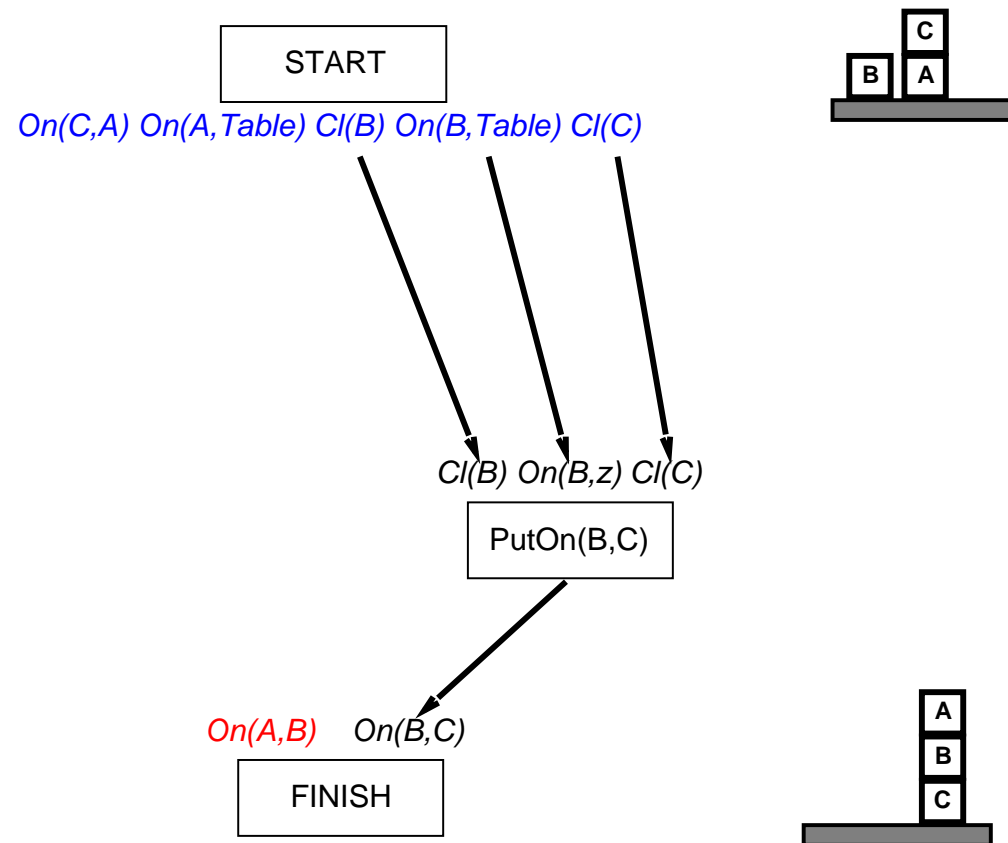 START
C
B A
On(C,A) On(A,Table) Cl(B) On(B,Table) Cl(C)
Cl(B) On(B,z) Cl(C)
PutOn(B,C)
On(A,B) On(B,C)
FINISH
A
B
C